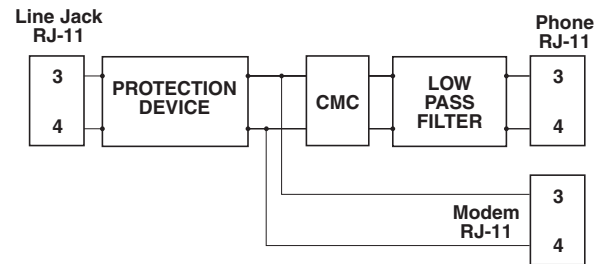 Line Jack
RJ-11
3
4
PROTECTION
DEVICE
CMC
LOW
PASS
FILTER
Phone
RJ-11
3
4
Modem
RJ-11
3
4